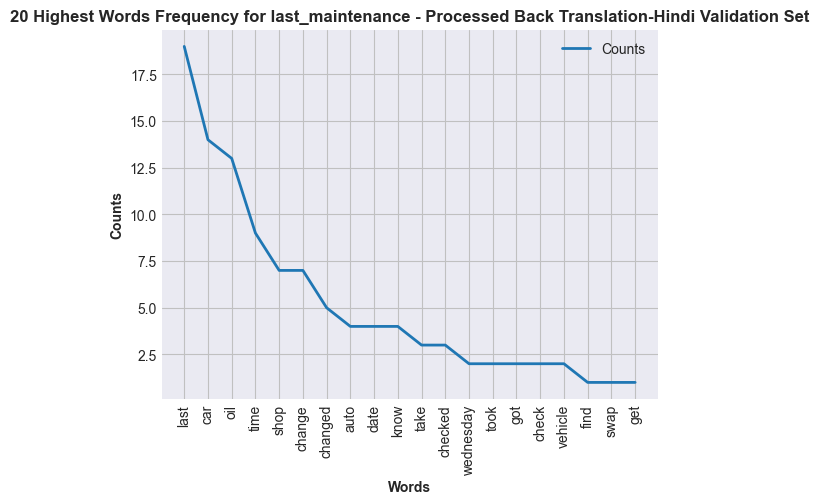 20 Highest Words Frequency for last_maintenance - Processed Back Translation-Hindi Validation Set
Counts
17.5
15.0
12.5
10.0
7.5
5.0
2.5
Counts
last
car
oil
time
shop
change
changed
auto
date
know
take
checked
wednesday
took
got
check
vehicle
find
swap
get
Words